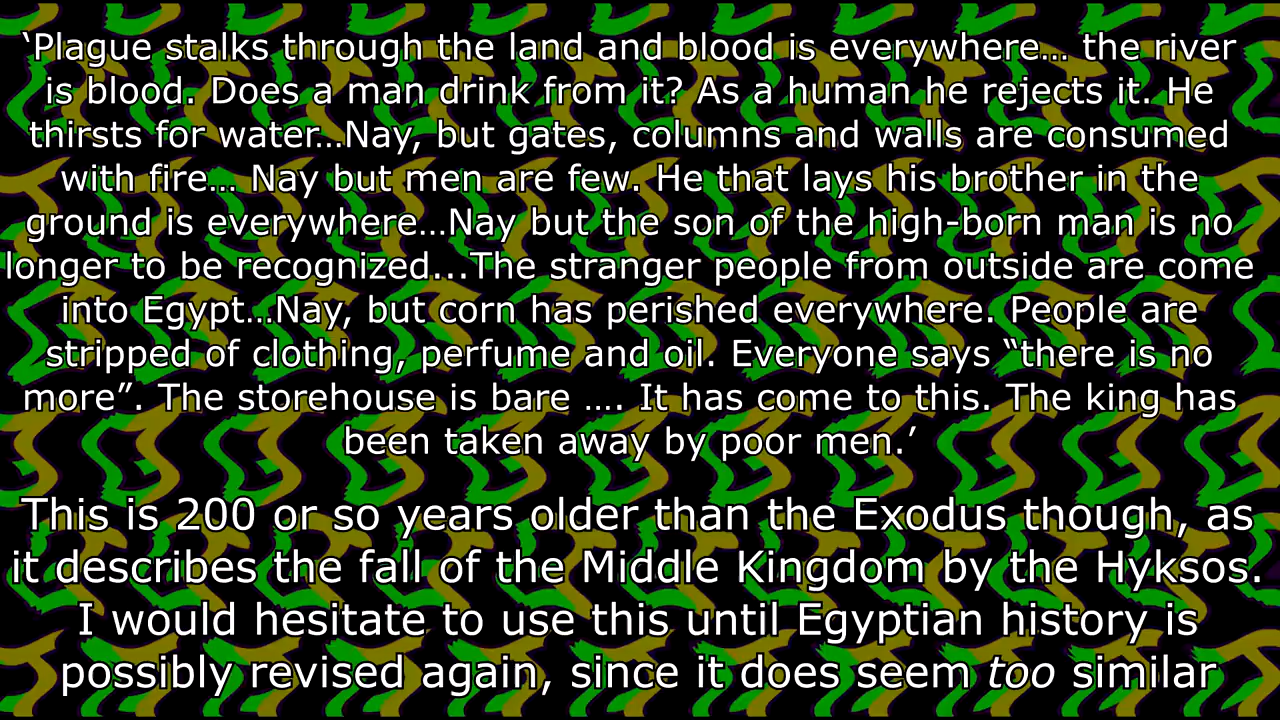 ‘Plague stalks through the land and blood is everywhere… the river
is blood. Does a man drink from it? As a human he rejects it. He
thirsts for water…Nay, but gates, columns and walls are consumed
with fire… Nay but men are few. He that lays his brother in the
ground is everywhere…Nay but the son of the high-born man is no
longer to be recognized…The stranger people from outside are come
into Egypt…Nay, but corn has perished everywhere. People are
stripped of clothing, perfume and oil. Everyone says “there is no
more”. The storehouse is bare …. It has come to this. The king has
been taken away by poor men.’
This is 200 or so years older than the Exodus though, as
it describes the fall of the Middle Kingdom by the Hyksos.
I would hesitate to use this until Egyptian history is
possibly revised again, since it does seem too similar